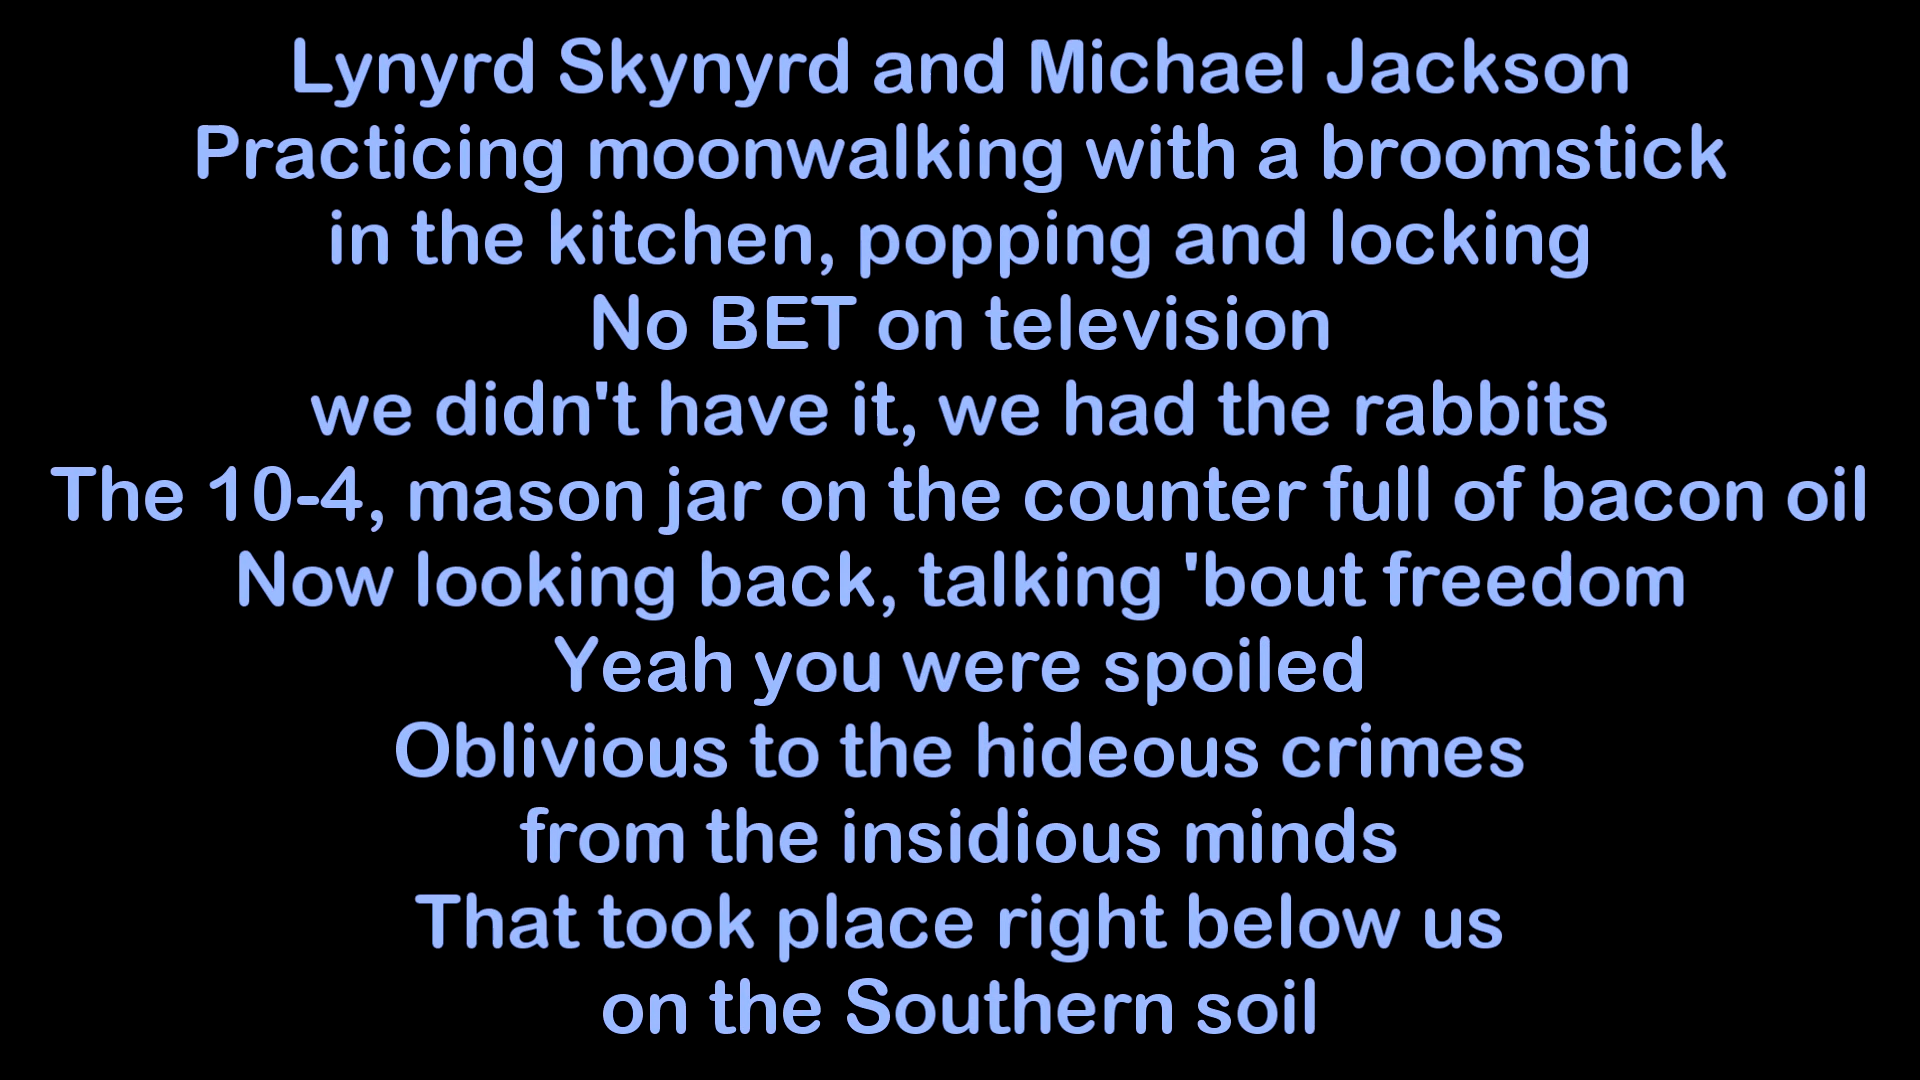 Lynyrd Skynyrd and Michael Jackson
Practicing moonwalking with a broomstick
in the kitchen, popping and locking
No BET on television
we didn't have it, we had the rabbits
The 10-4, mason jar on the counter full of bacon oil
Now looking back, talking 'bout freedom
Yeah you were spoiled
Oblivious to the hideous crimes
from the insidious minds
That took place right below us
on the Southern soil